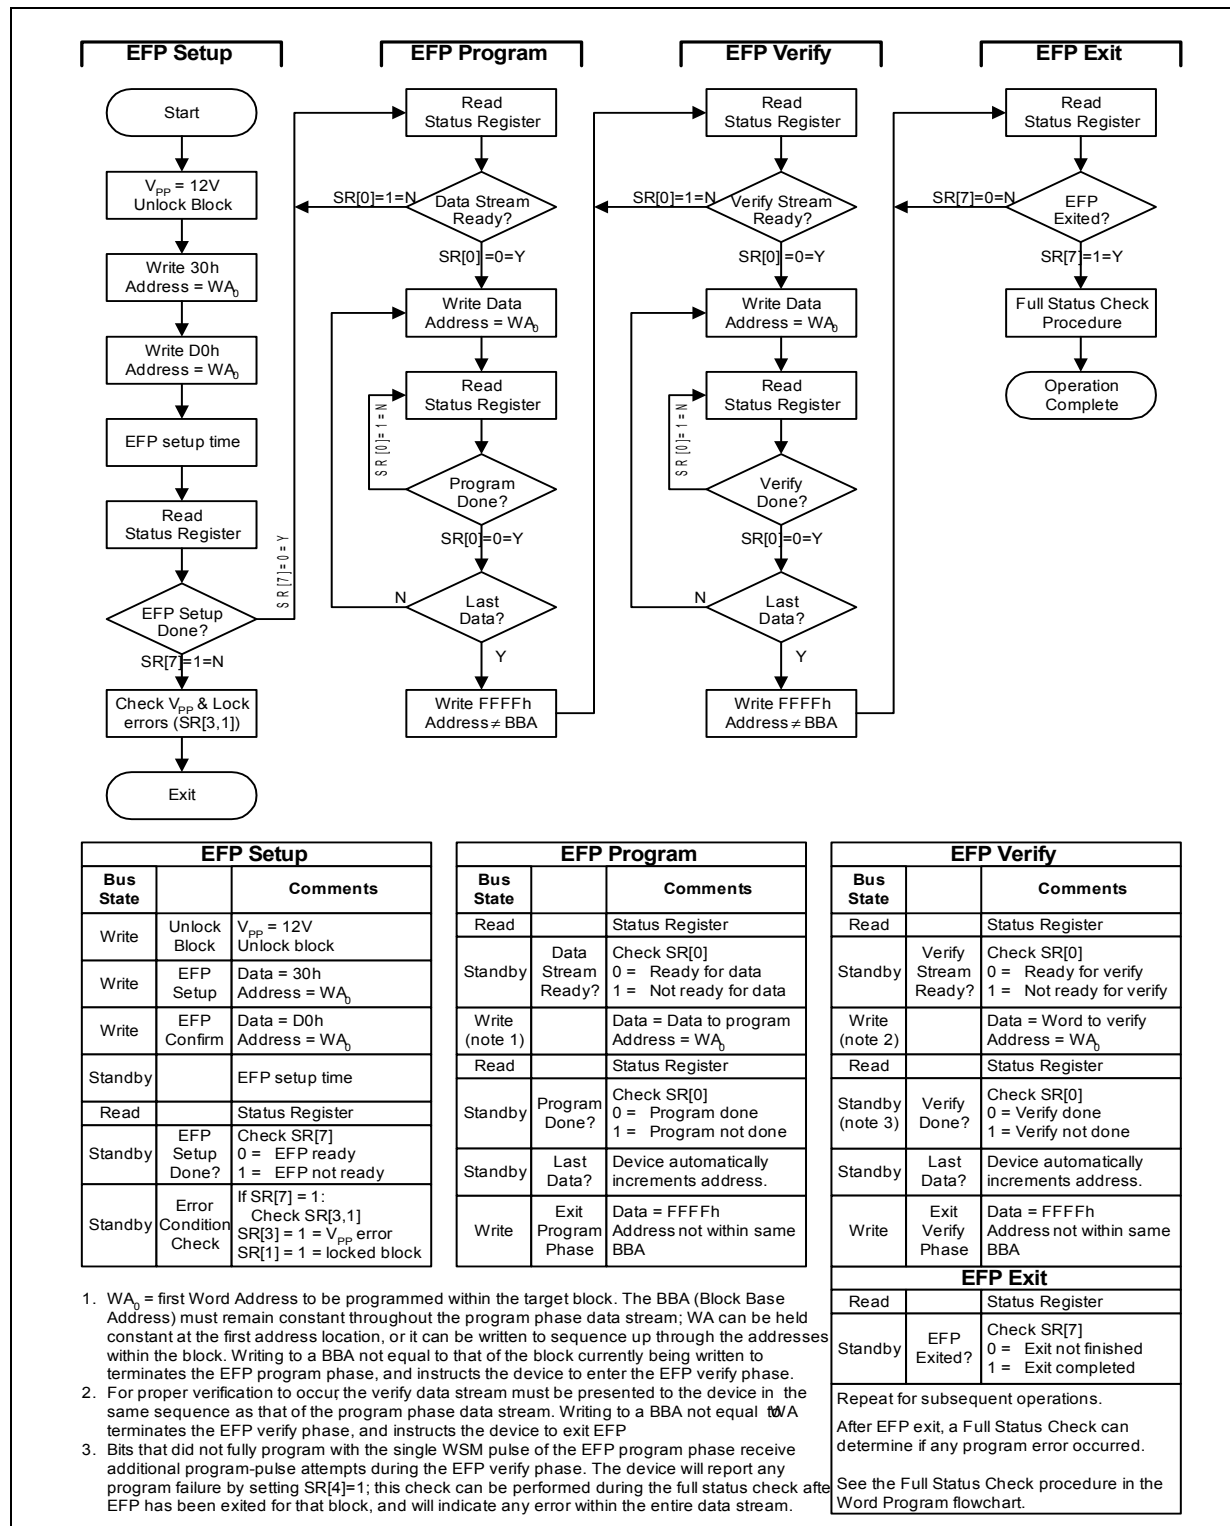 EFP Setup
Start
VPP = 12V
Unlock Block
Write 30h
Address = WA0
Write D0h
Address = WA0
EFP setup time
Read
Status Register
EFP Setup
Done?
SR[7]=0=Y
SR[7]=1=N
Check VPP & Lock
errors (SR[3,1])
Exit
EFP Program
Read
Status Register
SR[0]=1=N
Data Stream
Ready?
SR[0]=0=Y
Write Data
Address = WA0
Read
Status Register
SR[0]=1=N
Program
Done?
SR[0]=0=Y
N
Last
Data?
Y
Write FFFFh
Address ≠ BBA
EFP Verify
Read
Status Register
SR[0]=1=N
Verify Stream
Ready?
SR[0]=0=Y
Write Data
Address = WA0
Read
Status Register
SR[0]=1=N
Verify
Done?
SR[0]=0=Y
N
Last
Data?
Y
Write FFFFh
Address ≠ BBA
EFP Exit
Read
Status Register
SR[7]=0=N
EFP
Exited?
SR[7]=1=Y
Full Status Check
Procedure
Operation
Complete
EFP Setup
Bus
State
Comments
Write
Unlock
Block
VPP = 12V
Unlock block
Write
EFP
Setup
Data = 30h
Address = WA0
Write
EFP
Confirm
Data = D0h
Address = WA0
Standby
EFP setup time
Read
Status Register
Standby
EFP
Setup
Done?
Check SR[7]
0 = EFP ready
1 = EFP not ready
Standby
Error
Condition
Check
If SR[7] = 1:
Check SR[3,1]
SR[3] = 1 = VPP error
SR[1] = 1 = locked block
EFP Program
Bus
State
Comments
Read
Status Register
Standby
Data
Stream
Ready?
Check SR[0]
0 = Ready for data
1 = Not ready for data
Write
(note 1)
Data = Data to program
Address = WA0
Read
Status Register
Standby
Program
Done?
Check SR[0]
0 = Program done
1 = Program not done
Standby
Last
Data?
Device automatically
increments address.
Write
Exit
Program
Phase
Data = FFFFh
Address not within same
BBA
EFP Verify
Bus
State
Comments
Read
Status Register
Standby
Verify
Stream
Ready?
Check SR[0]
0 = Ready for verify
1 = Not ready for verify
Write
(note 2)
Data = Word to verify
Address = WA0
Read
Status Register
Standby
(note 3)
Verify
Done?
Check SR[0]
0 = Verify done
1 = Verify not done
Standby
Last
Data?
Device automatically
increments address.
Write
Exit
Verify
Phase
Data = FFFFh
Address not within same
BBA
EFP Exit
Read
Status Register
Standby
EFP
Exited?
Check SR[7]
0 = Exit not finished
1 = Exit completed
Repeat for subsequent operations.
After EFP exit, a Full Status Check can
determine if any program error occurred.
See the Full Status Check procedure in the
Word Program flowchart.
1. WA0 = first Word Address to be programmed within the target block. The BBA (Block Base
Address) must remain constant throughout the program phase data stream; WA can be held
constant at the first address location, or it can be written to sequence up through the addresses
within the block. Writing to a BBA not equal to that of the block currently being written to
terminates the EFP program phase, and instructs the device to enter the EFP verify phase.
2. For proper verification to occur, the verify data stream must be presented to the device in the
same sequence as that of the program phase data stream. Writing to a BBA not equal to WA
terminates the EFP verify phase, and instructs the device to exit EFP
3. Bits that did not fully program with the single WSM pulse of the EFP program phase receive
additional program-pulse attempts during the EFP verify phase. The device will report any
program failure by setting SR[4]=1; this check can be performed during the full status check afte
EFP has been exited for that block, and will indicate any error within the entire data stream.